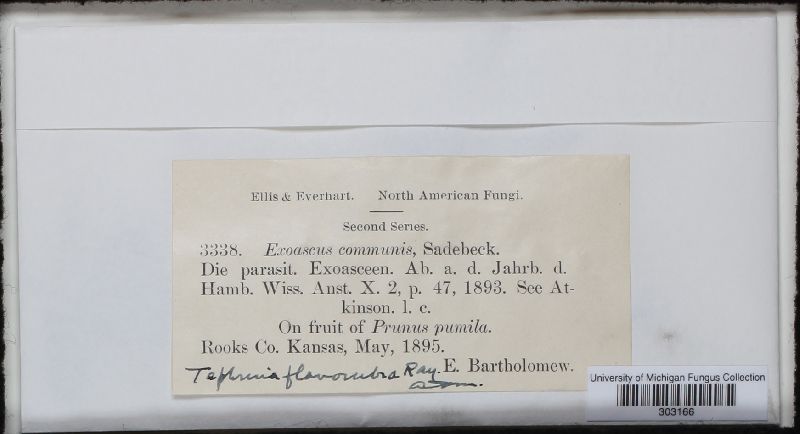 Ellis & Everhart. North American Fungi.
Second Series.
3338. Exoascus communis, Sadebeck.
Die parasit. Exoasceen. Ab. a. d. Jahrb. d.
Hamb. Wiss. Anst. X. 2, p. 47, 1893. See At-
kinson. l. c.
On fruit of Prunus pumila.
Rooks Co. Kansas, May, 1895.
E. Bartholomew.
Ray
University of Michigan Fungus Collection
303166